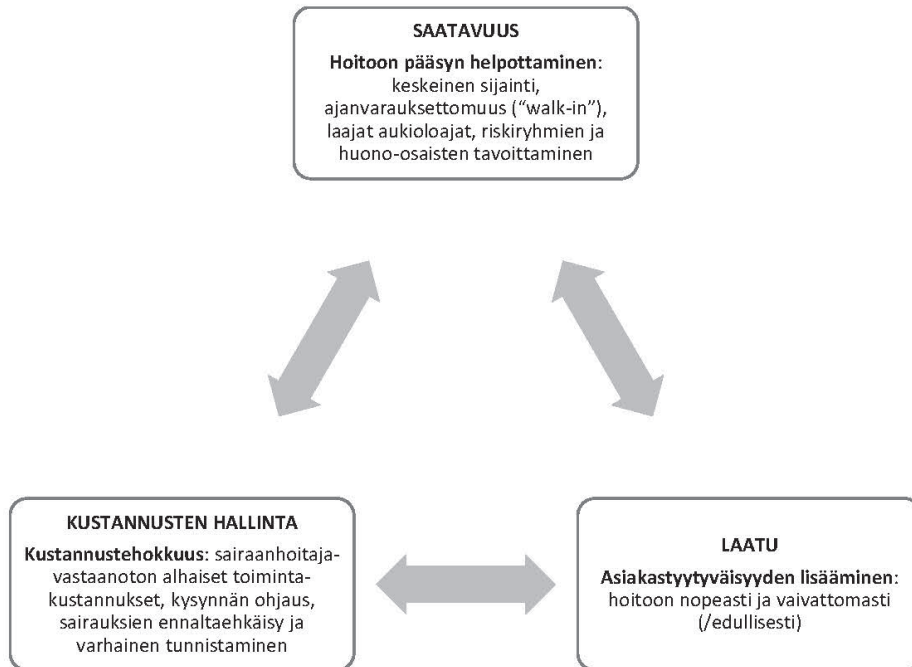 SAATAVUUS
Hoitoon pääsyn helpottaminen:
keskeinen sijainti,
ajanvarauksettomuus (“walk-in”),
laajat aukioloajat, riskiryhmien ja
huono-osaisten tavoittaminen
KUSTANNUSTEN HALLINTA
Kustannustehokkuus: sairaanhoitaja-
vastaanoton alhaiset toiminta-
kustannukset, kysynnän ohjaus,
sairauksien ennaltaehkäisy ja
varhainen tunnistaminen
LAATU
Asiakastyytyväisyyden lisääminen:
hoitoon nopeasti ja vaivattomasti
(/edullisesti)